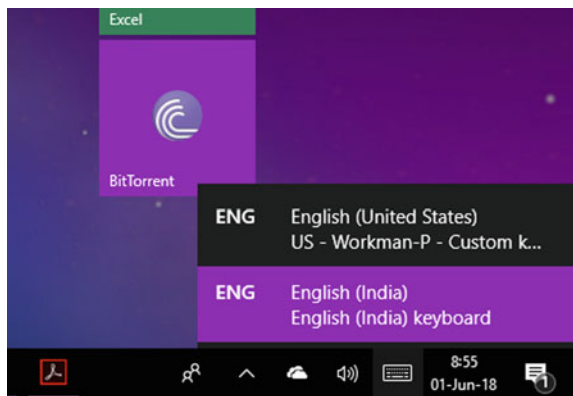 Excel
BitTorrent
ENG English (United States)
US - Workman-P - Custom k...
ENG English (India)
English (India) keyboard
8:55
01-Jun-18
1